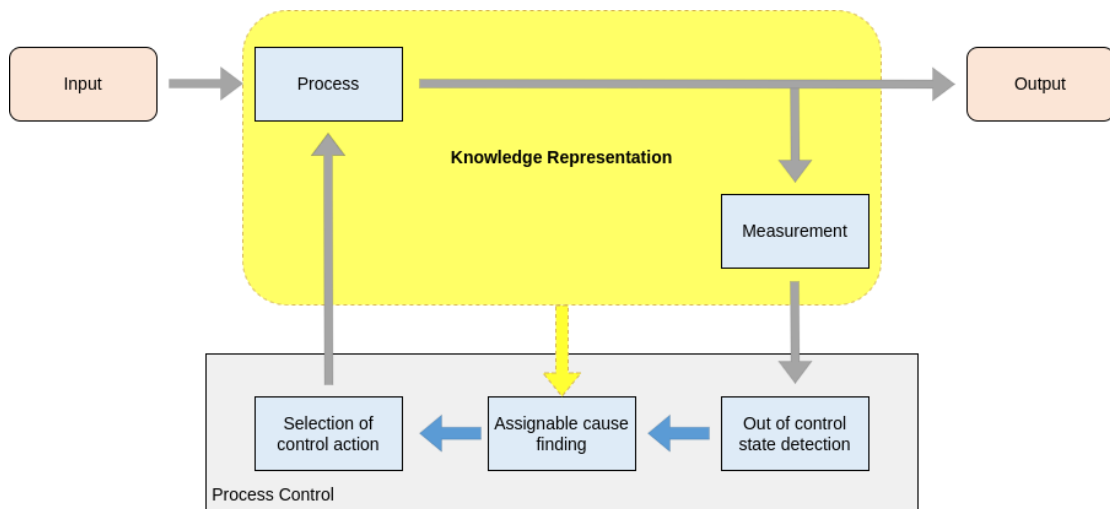 Input
Process
Output
Knowledge Representation
Measurement
Selection of
control action
Assignable cause
finding
Out of control
state detection
Process Control